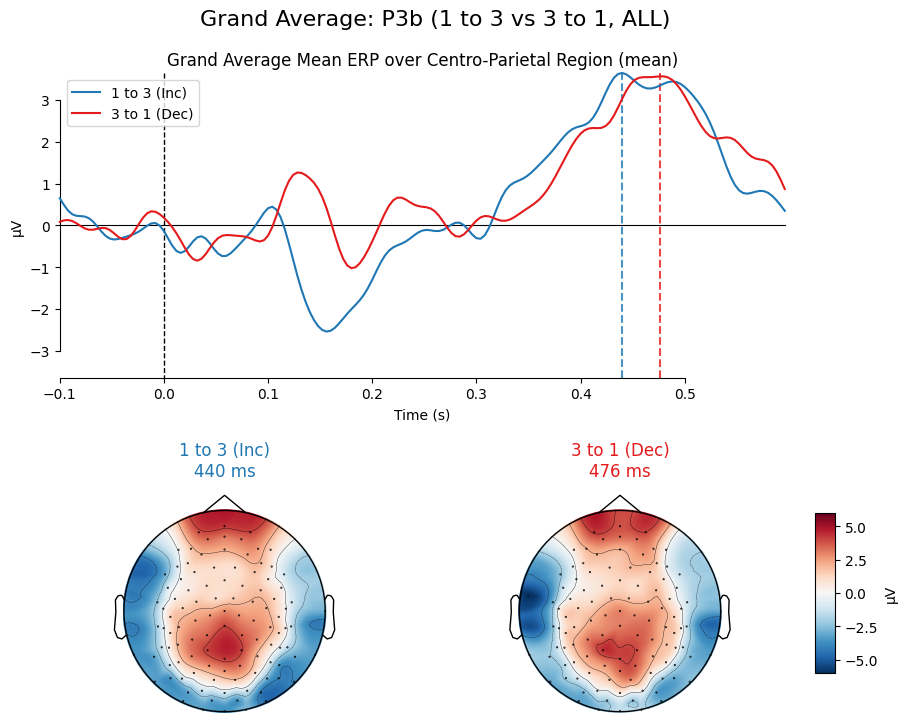 Grand Average: P3b (1 to 3 vs 3 to 1, ALL)
Grand Average Mean ERP over Centro-Parietal Region (mean)
1 to 3 (Inc)
3 to 1 (Dec)
3
2
1
0
−1
−2
−3
µV
−0.1 0.0 0.1 0.2 0.3 0.4 0.5
Time (s)
1 to 3 (Inc)
440 ms
3 to 1 (Dec)
476 ms
5.0
2.5
0.0
−2.5
−5.0
µV